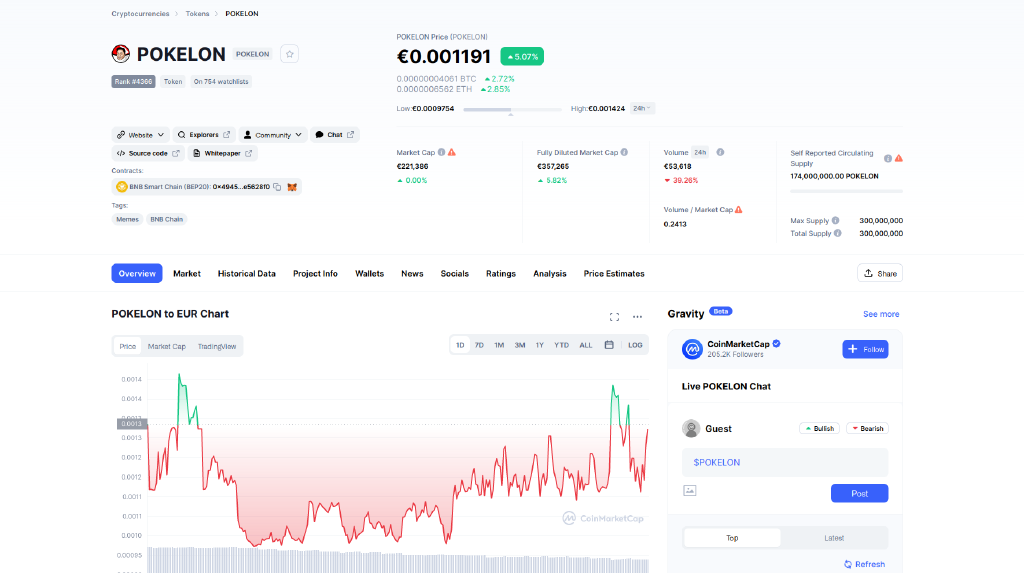 Cryptocurrencies > Tokens > POKELON
POKELON POKELON
Rank #4366 Token On 754 watchlists
Website Explorers Community Chat
Source code Whitepaper
Contracts:
BNB Smart Chain (BEP20): 0x4945...e5628f0
Tags:
Memes BNB Chain
POKELON Price (POKELON)
€0.001191 5.07%
0.00000004061 BTC 2.72%
0.0000006562 ETH 2.85%
Low:€0.0009754 High:€0.001424 24h
Market Cap
€221,386
0.00%
Fully Diluted Market Cap
€357,265
5.82%
Volume 24h
€53,618
39.26%
Volume / Market Cap
0.2413
Self Reported Circulating
Supply
174,000,000.00 POKELON
Max Supply 300,000,000
Total Supply 300,000,000
Overview Market Historical Data Project Info Wallets News Socials Ratings Analysis Price Estimates Share
POKELON to EUR Chart
Price Market Cap TradingView 1D 7D 1M 3M 1Y YTD ALL LOG
0.0014
0.0014
0.0013
0.0013
0.0013
0.0012
0.0012
0.0011
0.0011
0.0010
0.00095
CoinMarketCap
Gravity Beta See more
CoinMarketCap
205.2K Followers
Follow
Live POKELON Chat
Guest Bullish Bearish
$POKELON
Post
Top Latest
Refresh